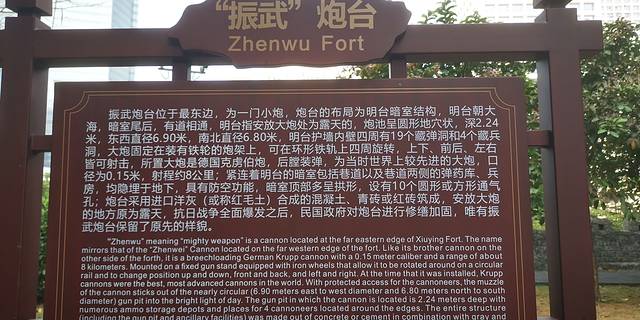 “振武”炮台
Zhenwu Fort
振武炮台位于最东边，为一门小炮，炮台的布局为明台暗室结构，明台朝大
海，暗室尾后，有道相通，明台指安放大炮处为露天的，炮池呈圆形地穴状，深2.24
米，东西直径6.90米，南北直径6.80米，明台护墙内壁四周有19个藏弹洞和4个藏兵
洞，大炮固定在装有铁轮的炮架上，可在环形铁轨上四周旋转，上下、前后、左右
皆可射击，所置大炮是德国克虏伯炮，后膛装弹，为当时世界上较先进的大炮，口
径为0.15米，射程约8公里；紧连着明台的暗室包括巷道以及巷道两侧的弹药库、兵
房，均隐埋于地下，具有防空功能，暗室顶部多呈拱形，设有10个圆形或方形通气
孔；炮台采用进口洋灰（或称红毛土）合成的混凝土、青砖或红砖筑成，安放大炮
的地方原为露天，抗日战争全面爆发之后，民国政府对炮台进行修缮加固，唯有振
武炮台保留了原先的样貌。
"Zhenwu" meaning "mighty weapon" is a cannon located at the far eastern edge of Xiuying Fort. The name
mirrors that of the "Zhenwei" Cannon located on the far western edge of the fort. Like its brother cannon on the
other side of the forth, it is a breechloading German Krupp cannon with a 0.15 meter caliber and a range of about
8 kilometers. Mounted on a fixed gun stand equipped with iron wheels that allow it to be rotated around on a circular
rail and to change position up and down, front and back, and left and right. At the time that it was installed, Krupp
cannons were the best, most advanced cannons in the world. With protected access for the cannoneers, the muzzle
of the cannon sticks out of the nearly circular (6.90 meters east to west diameter and 6.80 meters north to south
diameter) gun pit into the bright light of day. The gun pit in which the cannon is located is 2.24 meters deep with
numerous ammo storage depots and places for 4 cannoneers located around the edges. The entire structure
(including the gun pit and ancillary facilities) was made out of concrete or cement in combination with gray and